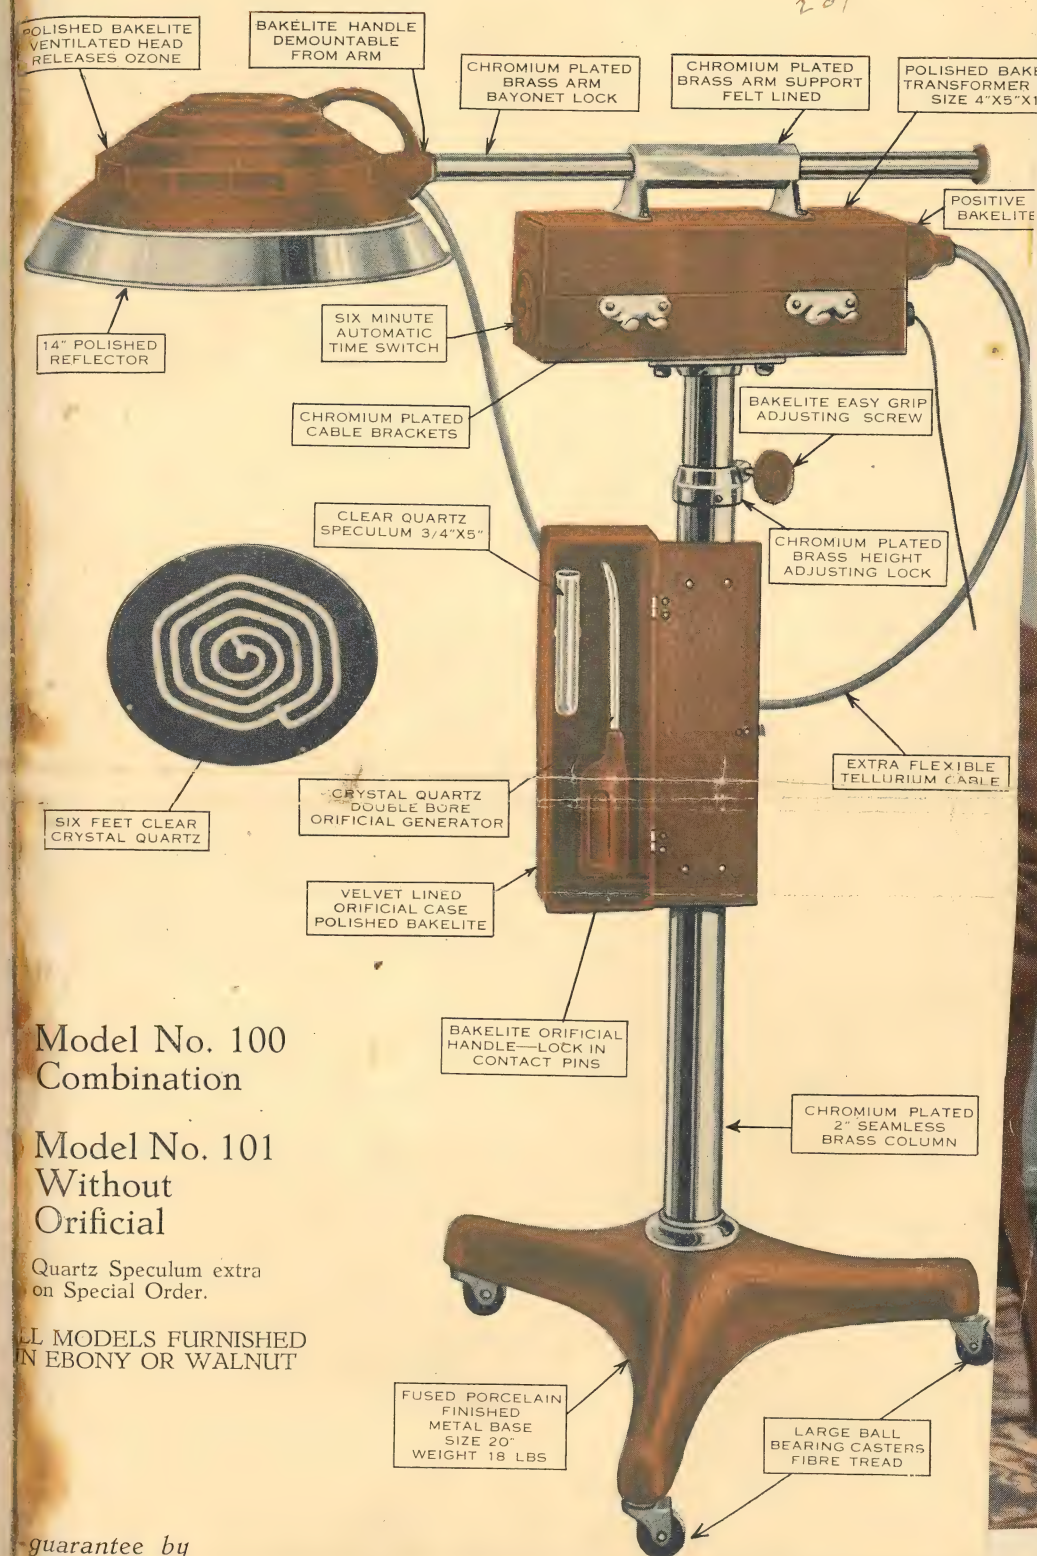 POLISHED BAKELITE
VENTILATED HEAD
RELEASES OZONE
BAKELITE HANDLE
DEMOUNTABLE
FROM ARM
CHROMIUM PLATED
BRASS ARM
BAYONET LOCK
CHROMIUM PLATED
BRASS ARM SUPPORT
FELT LINED
POLISHED BAKE
TRANSFORMER
SIZE 4"X5"X1
POSITIVE
BAKELITE
14" POLISHED
REFLECTOR
SIX MINUTE
AUTOMATIC
TIME SWITCH
CHROMIUM PLATED
CABLE BRACKETS
BAKELITE EASY GRIP
ADJUSTING SCREW
CLEAR QUARTZ
SPECULUM 3/4"X5"
CHROMIUM PLATED
BRASS HEIGHT
ADJUSTING LOCK
EXTRA FLEXIBLE
TELLURIUM CABLE
SIX FEET CLEAR
CRYSTAL QUARTZ
CRYSTAL QUARTZ
DOUBLE BORE
ORIFICIAL GENERATOR
VELVET LINED
ORIFICIAL CASE
POLISHED BAKELITE
BAKELITE ORIFICIAL
HANDLE—LOCK IN
CONTACT PINS
Model No. 100
Combination
Model No. 101
Without
Orificial
Quartz Speculum extra
on Special Order.
LL MODELS FURNISHED
IN EBONY OR WALNUT
CHROMIUM PLATED
2" SEAMLESS
BRASS COLUMN
FUSED PORCELAIN
FINISHED
METAL BASE
SIZE 20"
WEIGHT 18 LBS
LARGE BALL
BEARING CASTERS
FIBRE TREAD
guarantee by